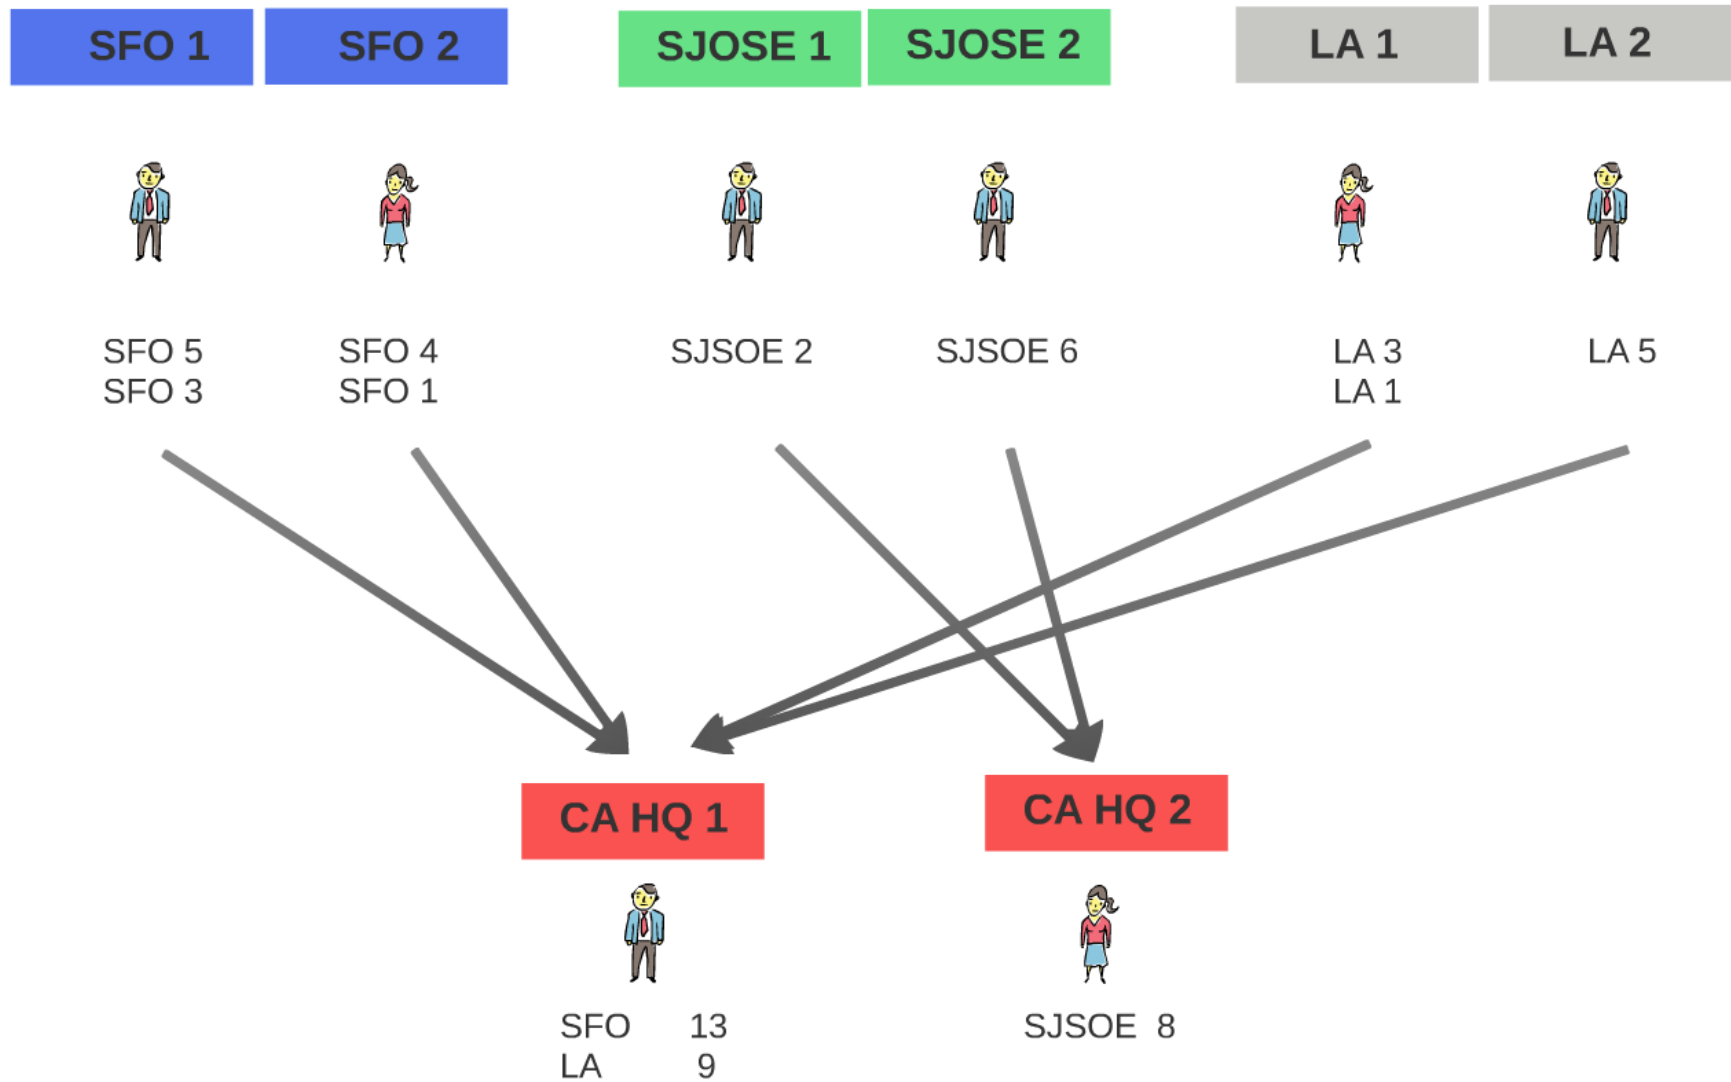 SFO 1
SFO 2
SJOSE 1
SJOSE 2
LA 1
LA 2
SFO 5
SFO 3
SFO 4
SFO 1
SJSOE 2
SJSOE 6
LA 3
LA 1
LA 5
CA HQ 1
CA HQ 2
SFO 13
LA 9
SJSOE 8